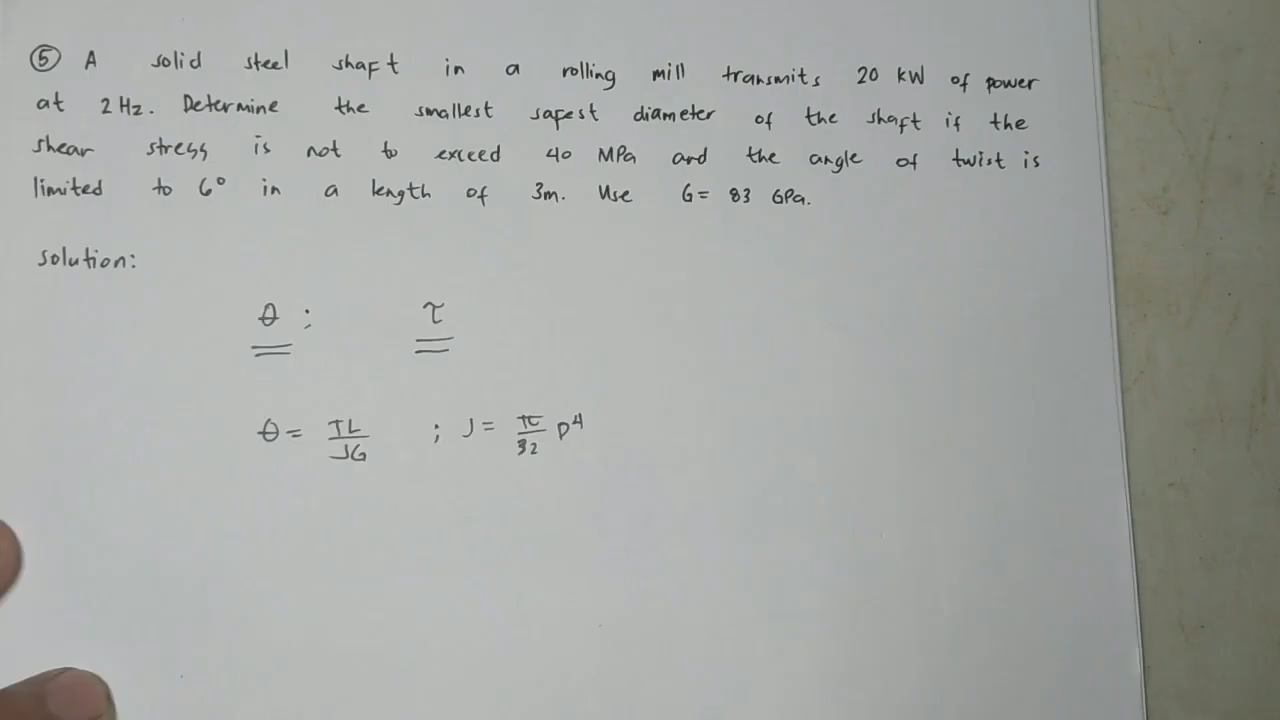 ⑤ A solid steel shaft in a rolling mill transmits 20 kW of power
at 2 Hz. Determine the smallest safest diameter of the shaft if the
shear stress is not to exceed 40 MPa and the angle of twist is
limited to 6° in a length of 3m. Use G = 83 GPa.
solution:
θ ; τ
θ = TL/JG ; J = π/32 D⁴